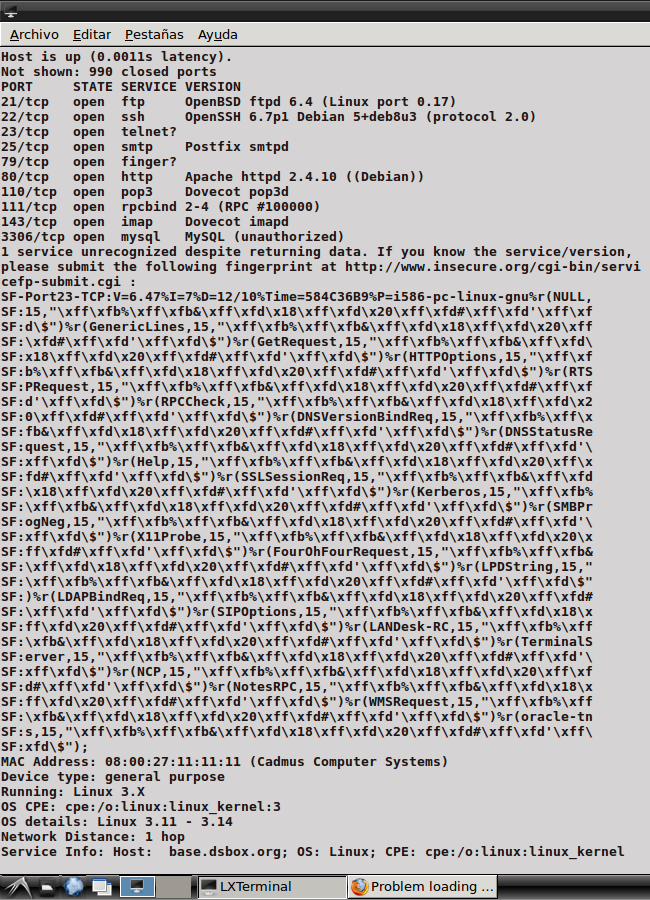 Archivo Editar Pestañas Ayuda
Host is up (0.0011s latency).
Not shown: 990 closed ports
PORT     STATE SERVICE VERSION
21/tcp   open  ftp     OpenBSD ftpd 6.4 (Linux port 0.17)
22/tcp   open  ssh     OpenSSH 6.7p1 Debian 5+deb8u3 (protocol 2.0)
23/tcp   open  telnet?
25/tcp   open  smtp    Postfix smtpd
79/tcp   open  finger?
80/tcp   open  http    Apache httpd 2.4.10 ((Debian))
110/tcp  open  pop3    Dovecot pop3d
111/tcp  open  rpcbind 2-4 (RPC #100000)
143/tcp  open  imap    Dovecot imapd
3306/tcp open  mysql   MySQL (unauthorized)
1 service unrecognized despite returning data. If you know the service/version,
please submit the following fingerprint at http://www.insecure.org/cgi-bin/servi
cefp-submit.cgi :
SF-Port23-TCP:V=6.47%I=7%D=12/10%Time=584C36B9%P=i586-pc-linux-gnu%r(NULL,
SF:15,"\xff\xfb%\xff\xfb&\xff\xfd\x18\xff\xfd\x20\xff\xfd#\xff\xfd'\xff\xf
SF:d\$")%r(GenericLines,15,"\xff\xfb%\xff\xfb&\xff\xfd\x18\xff\xfd\x20\xff
SF:\xfd#\xff\xfd'\xff\xfd\$")%r(GetRequest,15,"\xff\xfb%\xff\xfb&\xff\xfd\
SF:x18\xff\xfd\x20\xff\xfd#\xff\xfd'\xff\xfd\$")%r(HTTPOptions,15,"\xff\xf
SF:b%\xff\xfb&\xff\xfd\x18\xff\xfd\x20\xff\xfd#\xff\xfd'\xff\xfd\$")%r(RTS
SF:PRequest,15,"\xff\xfb%\xff\xfb&\xff\xfd\x18\xff\xfd\x20\xff\xfd#\xff\xf
SF:d'\xff\xfd\$")%r(RPCCheck,15,"\xff\xfb%\xff\xfb&\xff\xfd\x18\xff\xfd\x2
SF:0\xff\xfd#\xff\xfd'\xff\xfd\$")%r(DNSVersionBindReq,15,"\xff\xfb%\xff\x
SF:fb&\xff\xfd\x18\xff\xfd\x20\xff\xfd#\xff\xfd'\xff\xfd\$")%r(DNSStatusRe
SF:quest,15,"\xff\xfb%\xff\xfb&\xff\xfd\x18\xff\xfd\x20\xff\xfd#\xff\xfd'\
SF:xff\xfd\$")%r(Help,15,"\xff\xfb%\xff\xfb&\xff\xfd\x18\xff\xfd\x20\xff\x
SF:fd#\xff\xfd'\xff\xfd\$")%r(SSLSessionReq,15,"\xff\xfb%\xff\xfb&\xff\xfd
SF:\x18\xff\xfd\x20\xff\xfd#\xff\xfd'\xff\xfd\$")%r(Kerberos,15,"\xff\xfb%
SF:\xff\xfb&\xff\xfd\x18\xff\xfd\x20\xff\xfd#\xff\xfd'\xff\xfd\$")%r(SMBPr
SF:ogNeg,15,"\xff\xfb%\xff\xfb&\xff\xfd\x18\xff\xfd\x20\xff\xfd#\xff\xfd'\
SF:xff\xfd\$")%r(X11Probe,15,"\xff\xfb%\xff\xfb&\xff\xfd\x18\xff\xfd\x20\x
SF:ff\xfd#\xff\xfd'\xff\xfd\$")%r(FourOhFourRequest,15,"\xff\xfb%\xff\xfb&
SF:\xff\xfd\x18\xff\xfd\x20\xff\xfd#\xff\xfd'\xff\xfd\$")%r(LPDString,15,"
SF:\xff\xfb%\xff\xfb&\xff\xfd\x18\xff\xfd\x20\xff\xfd#\xff\xfd'\xff\xfd\$"
SF:)%r(LDAPBindReq,15,"\xff\xfb%\xff\xfb&\xff\xfd\x18\xff\xfd\x20\xff\xfd#
SF:\xff\xfd'\xff\xfd\$")%r(SIPOptions,15,"\xff\xfb%\xff\xfb&\xff\xfd\x18\x
SF:ff\xfd\x20\xff\xfd#\xff\xfd'\xff\xfd\$")%r(LANDesk-RC,15,"\xff\xfb%\xff
SF:\xfb&\xff\xfd\x18\xff\xfd\x20\xff\xfd#\xff\xfd'\xff\xfd\$")%r(TerminalS
SF:erver,15,"\xff\xfb%\xff\xfb&\xff\xfd\x18\xff\xfd\x20\xff\xfd#\xff\xfd'\
SF:xff\xfd\$")%r(NCP,15,"\xff\xfb%\xff\xfb&\xff\xfd\x18\xff\xfd\x20\xff\xf
SF:d#\xff\xfd'\xff\xfd\$")%r(NotesRPC,15,"\xff\xfb%\xff\xfb&\xff\xfd\x18\x
SF:ff\xfd\x20\xff\xfd#\xff\xfd'\xff\xfd\$")%r(WMSRequest,15,"\xff\xfb%\xff
SF:\xfb&\xff\xfd\x18\xff\xfd\x20\xff\xfd#\xff\xfd'\xff\xfd\$")%r(oracle-tn
SF:s,15,"\xff\xfb%\xff\xfb&\xff\xfd\x18\xff\xfd\x20\xff\xfd#\xff\xfd'\xff\
SF:xfd\$");
MAC Address: 08:00:27:11:11:11 (Cadmus Computer Systems)
Device type: general purpose
Running: Linux 3.X
OS CPE: cpe:/o:linux:linux_kernel:3
OS details: Linux 3.11 - 3.14
Network Distance: 1 hop
Service Info: Host:  base.dsbox.org; OS: Linux; CPE: cpe:/o:linux:linux_kernel
LXTerminal Problem loading ...